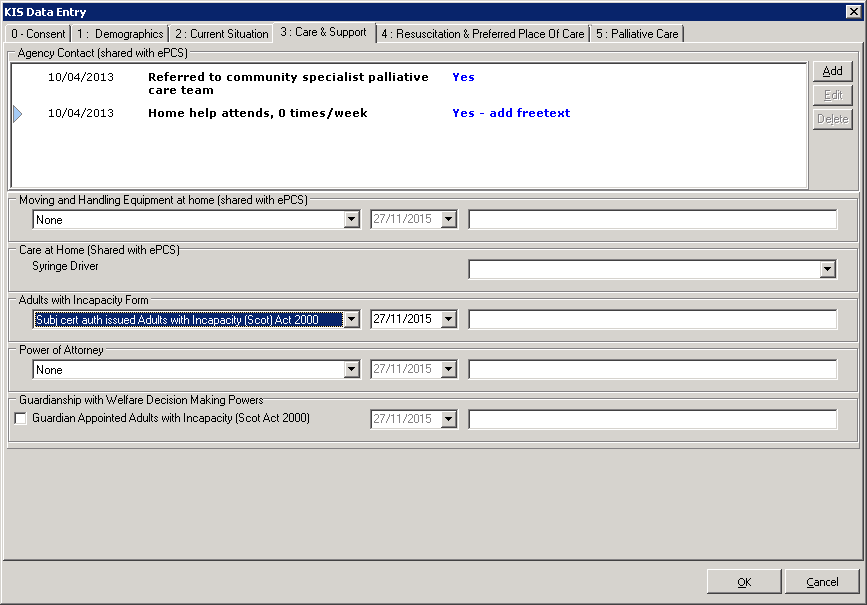 KIS Data Entry
0 - Consent 1 : Demographics 2 : Current Situation 3 : Care & Support 4 : Resuscitation & Preferred Place Of Care 5 : Palliative Care
Agency Contact (shared with ePCS)
10/04/2013 Referred to community specialist palliative Yes
care team
10/04/2013 Home help attends, 0 times/week Yes - add freetext
Add
Edit
Delete
Moving and Handling Equipment at home (shared with ePCS)
None 27/11/2015
Care at Home (Shared with ePCS)
Syringe Driver
Adults with Incapacity Form
Subj cert auth issued Adults with Incapacity (Scot) Act 2000 27/11/2015
Power of Attorney
None 27/11/2015
Guardianship with Welfare Decision Making Powers
Guardian Appointed Adults with Incapacity (Scot Act 2000) 27/11/2015
OK Cancel